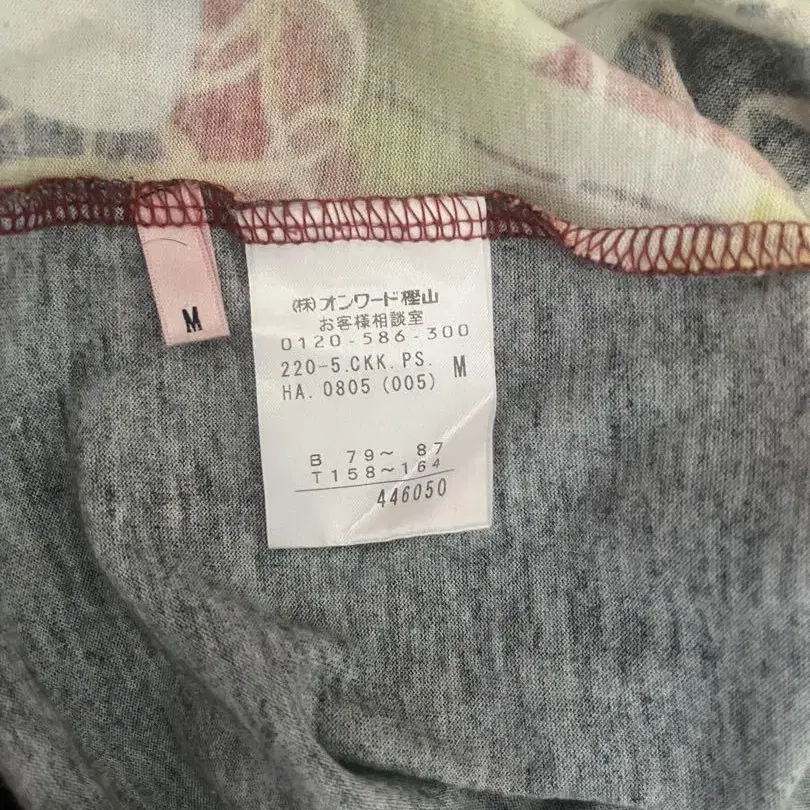 M
(株)オンワード樫山
お客様相談室
0120-586-300
220-5.CKK.PS. M
HA.0805(005)
B 79～ 87
T158～164
446050